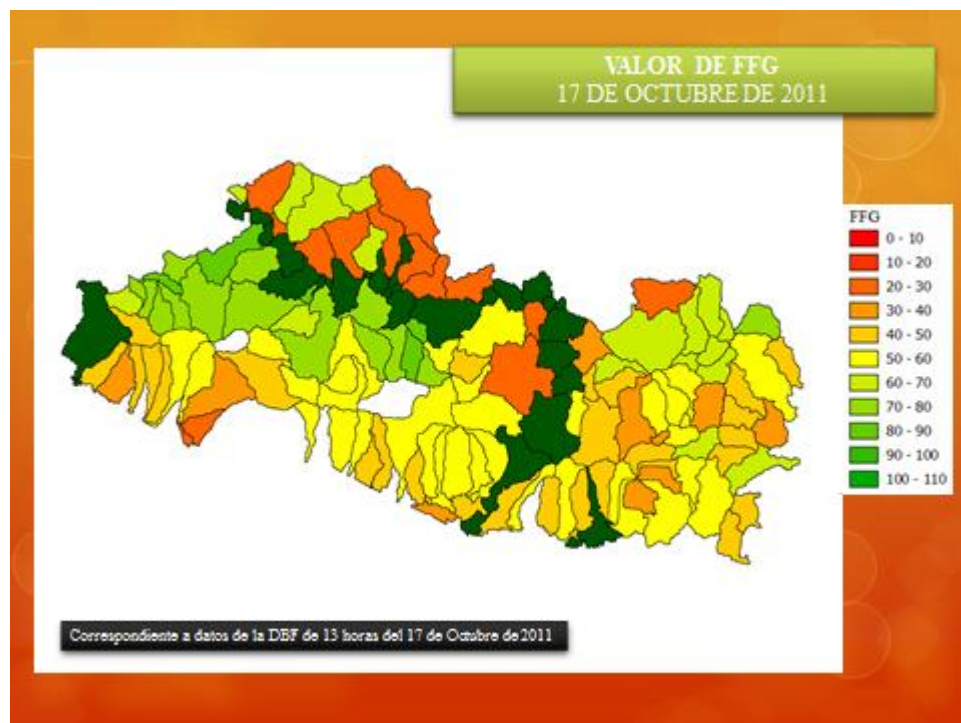 VALOR DE FFG
17 DE OCTUBRE DE 2011
FFG
0 - 10
10 - 20
20 - 30
30 - 40
40 - 50
50 - 60
60 - 70
70 - 80
80 - 90
90 - 100
100 - 110
Correspondiente a datos de la DBF de 13 horas del 17 de Octubre de 2011